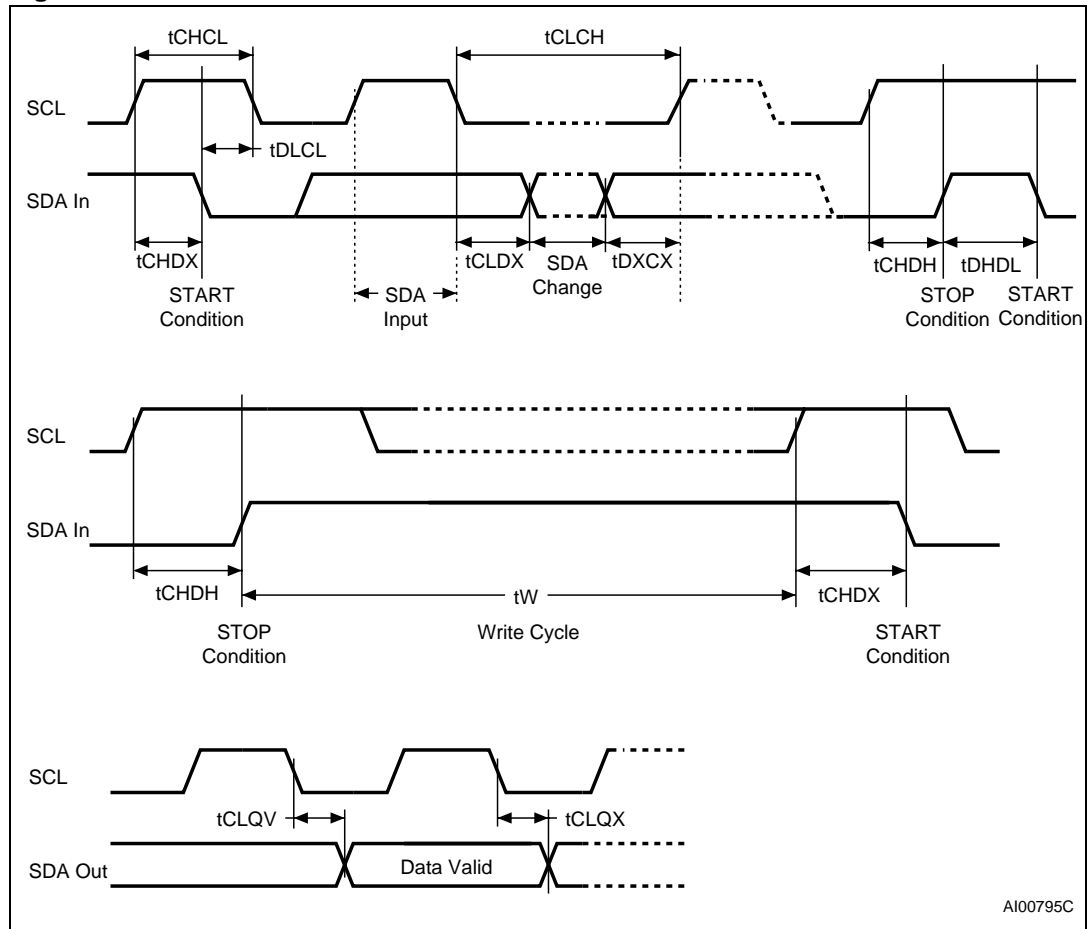 tCHCL
tCLCH
SCL
tDLCL
SDA In
tCHDX
tCLDX
SDA
Change
tDXCX
tCHDH
tDHDL
START
Condition
SDA
Input
STOP
Condition
START
Condition
SCL
SDA In
tCHDH
tW
tCHDX
STOP
Condition
Write Cycle
START
Condition
SCL
tCLQV
tCLQX
SDA Out
Data Valid
AI00795C